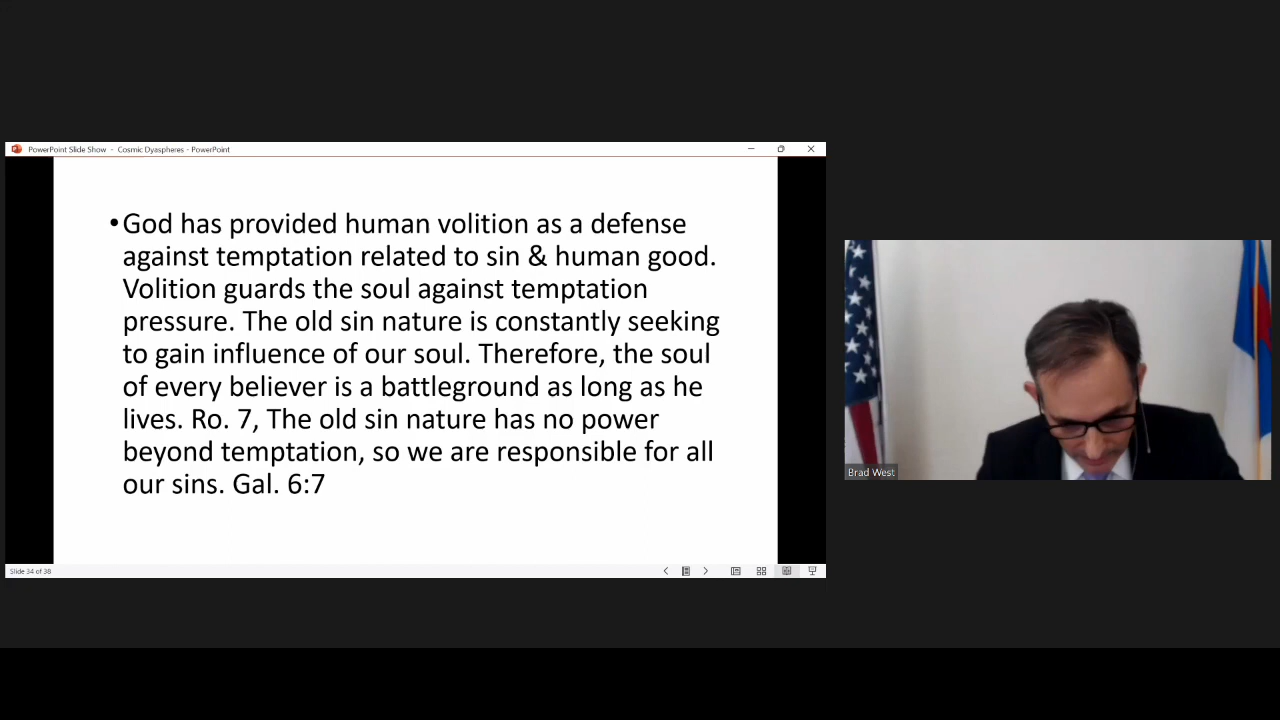 PowerPoint Slide Show - Cosmic Dyaspheres - PowerPoint
•God has provided human volition as a defense
against temptation related to sin & human good.
Volition guards the soul against temptation
pressure. The old sin nature is constantly seeking
to gain influence of our soul. Therefore, the soul
of every believer is a battleground as long as he
lives. Ro. 7, The old sin nature has no power
beyond temptation, so we are responsible for all
our sins. Gal. 6:7
Slide 34 of 38
Brad West